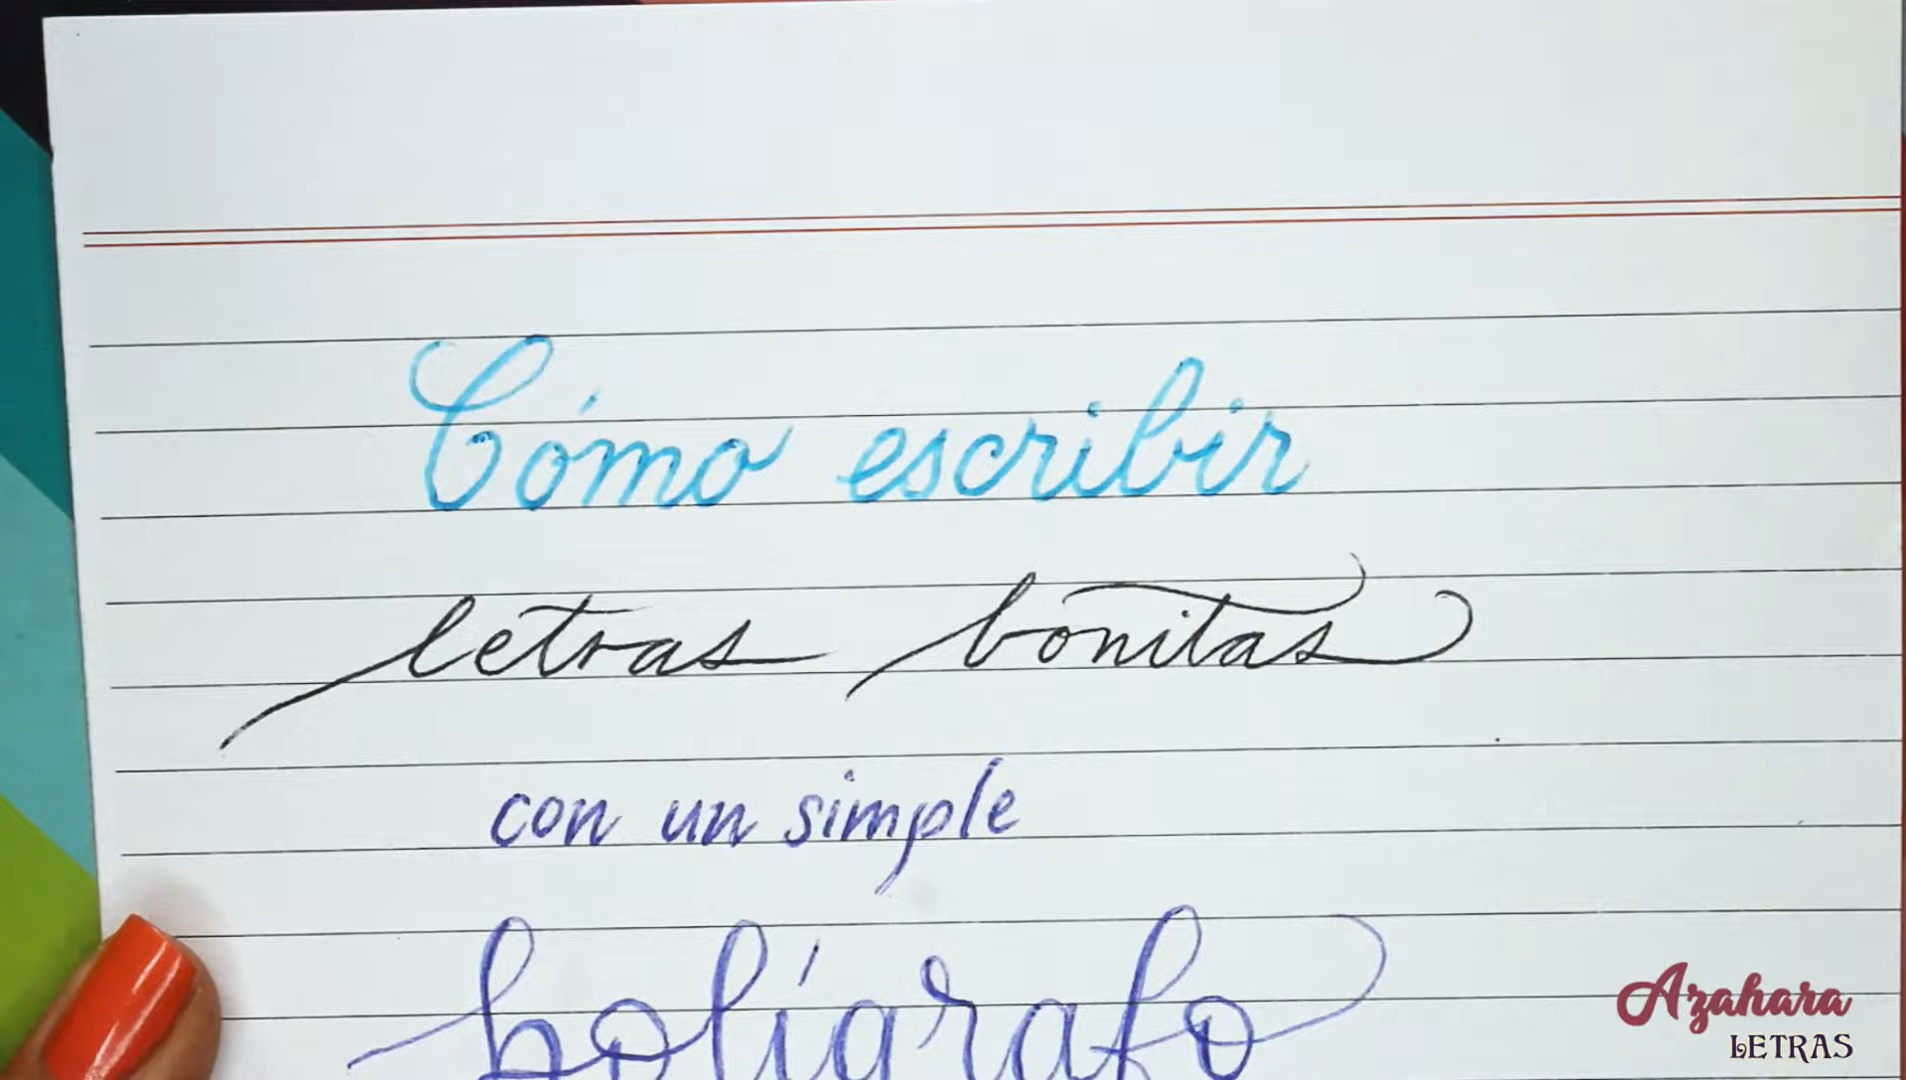 Cómo escribir
letras bonitas
con un simple
bolígrafo
Azahara
LETRAS